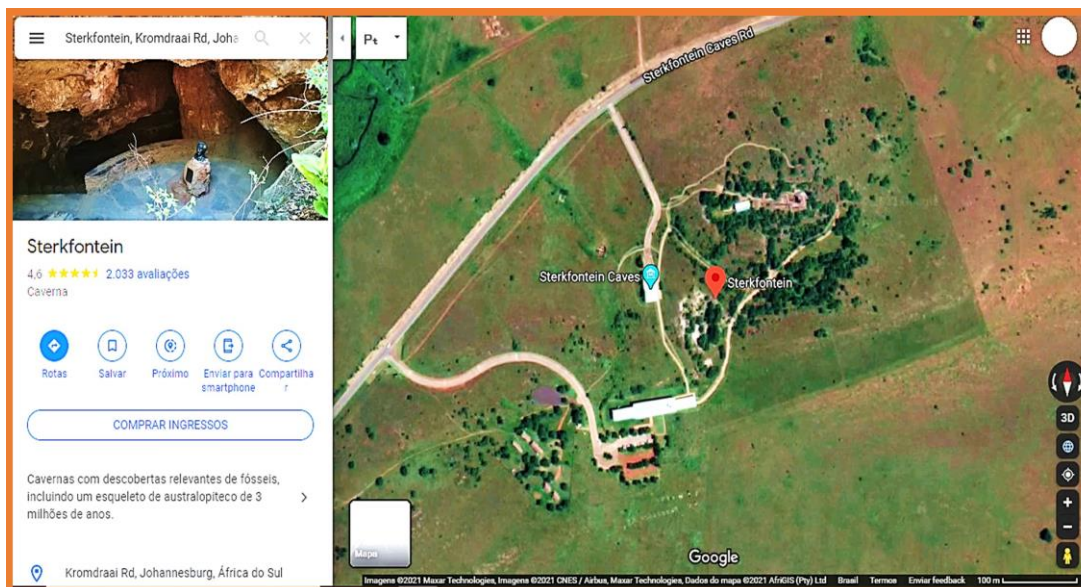 Sterkfontein, Kromdraai Rd, Joha
Sterkfontein
4,6 2.033 avaliações
Caverna
Rotas
Salvar
Próximo
Enviar para
smartphone
Compartilha
r
COMPRAR INGRESSOS
Cavernas com descobertas relevantes de fósseis,
incluindo um esqueleto de australopiteco de 3
milhões de anos.
Kromdraai Rd, Johannesburg, África do Sul
Pt
Sterkfontein Caves Rd
Sterkfontein Caves
Sterkfontein
3D
Mapa
Google
Imagens ©2021 Maxar Technologies, Imagens ©2021 CNES / Airbus, Maxar Technologies, Dados do mapa ©2021 AfriGIS (Pty) Ltd Brasil Termos Enviar feedback 100 m